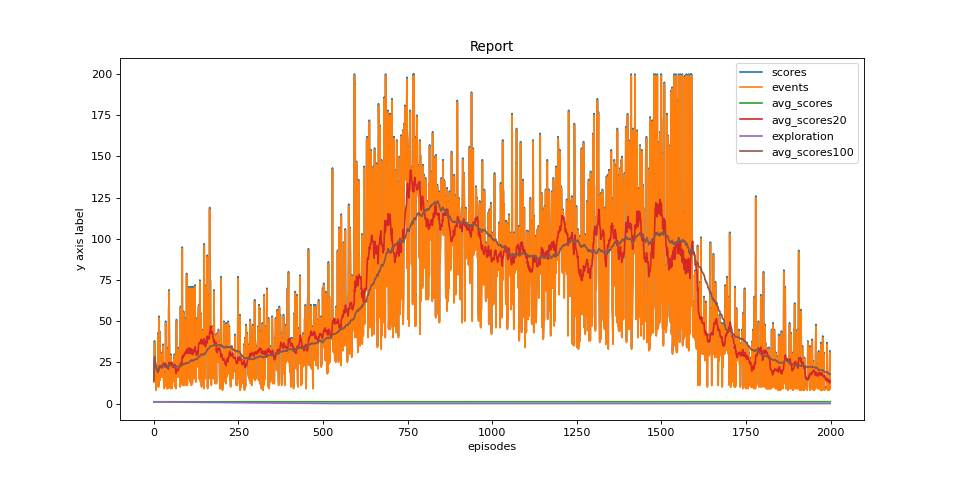 Report
200
175
150
125
100
75
50
25
0
y axis label
scores
events
avg_scores
avg_scores20
exploration
avg_scores100
0 250 500 750 1000 1250 1500 1750 2000
episodes